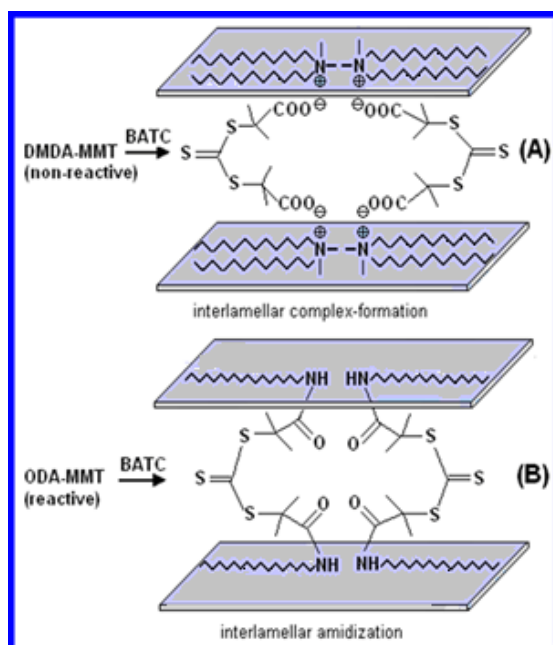 N N
⊕ ⊖ ⊖ ⊕
COO OOC
DMDA-MMT BATC S S
(non-reactive) S S (A)
S S
COO OOC
⊖ ⊖
⊕ ⊕
N N
interlamellar complex-formation
NH HN
S O O S
ODA-MMT BATC S S (B)
(reactive)
S O O S
NH NH
interlamellar amidization